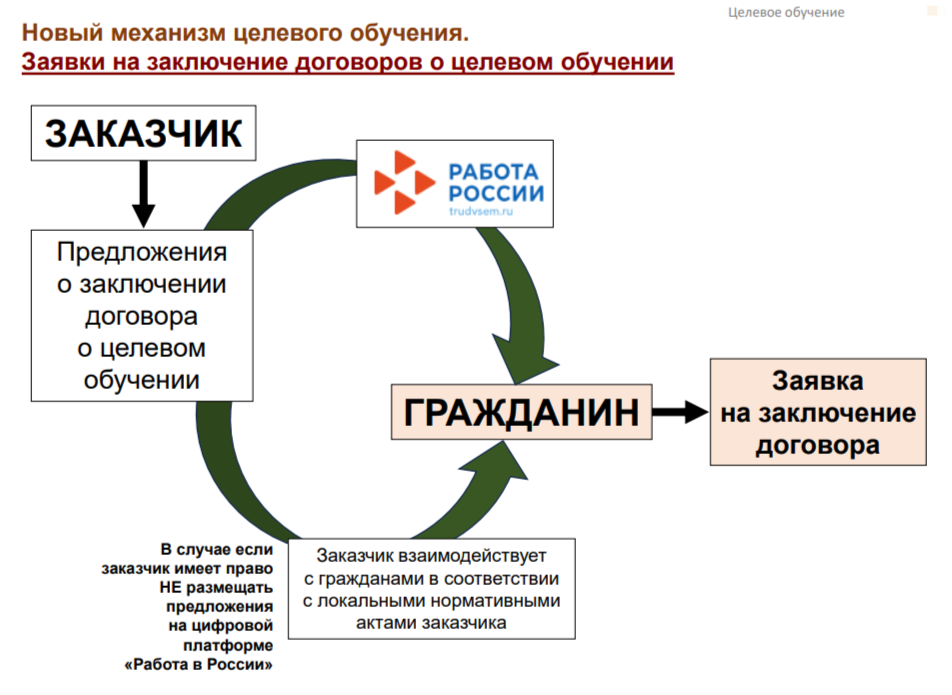 Целевое обучение
Новый механизм целевого обучения.
Заявки на заключение договоров о целевом обучении
ЗАКАЗЧИК
РАБОТА
РОССИИ
trudvsem.ru
Предложения
о заключении
договора
о целевом
обучении
ГРАЖДАНИН
Заявка
на заключение
договора
В случае если
заказчик имеет право
НЕ размещать
предложения
на цифровой
платформе
«Работа в России»
Заказчик взаимодействует
с гражданами в соответствии
с локальными нормативными
актами заказчика